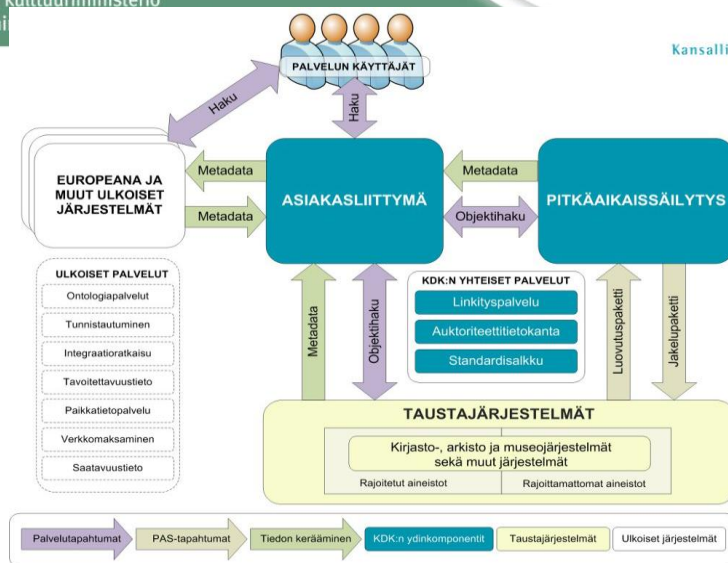 kulttuuriministeriö
Kansalli
PALVELUN KÄYTTÄJÄT
Haku
Haku
EUROPEANA JA
MUUT ULKOISET
JÄRJESTELMÄT
Metadata
Metadata
ASIAKASLIITTYMÄ
Metadata
Objektihaku
PITKÄAIKAISSÄILYTYS
ULKOISET PALVELUT
Ontologiapalvelut
Tunnistautuminen
Integraatioratkaisu
Tavoitettavuustieto
Paikkatietopalvelu
Verkkomaksaminen
Saatavuustieto
Metadata
Objektihaku
KDK:N YHTEISET PALVELUT
Linkityspalvelu
Auktoriteettitietokanta
Standardisalkku
Luovutuspaketti
Jakelupaketti
TAUSTAJÄRJESTELMÄT
Kirjasto-, arkisto ja museojärjestelmät
sekä muut järjestelmät
Rajoitetut aineistot
Rajoittamattomat aineistot
Palvelutapahtumat
PAS-tapahtumat
Tiedon kerääminen
KDK:n ydinkomponentit
Taustajärjestelmät
Ulkoiset järjestelmät